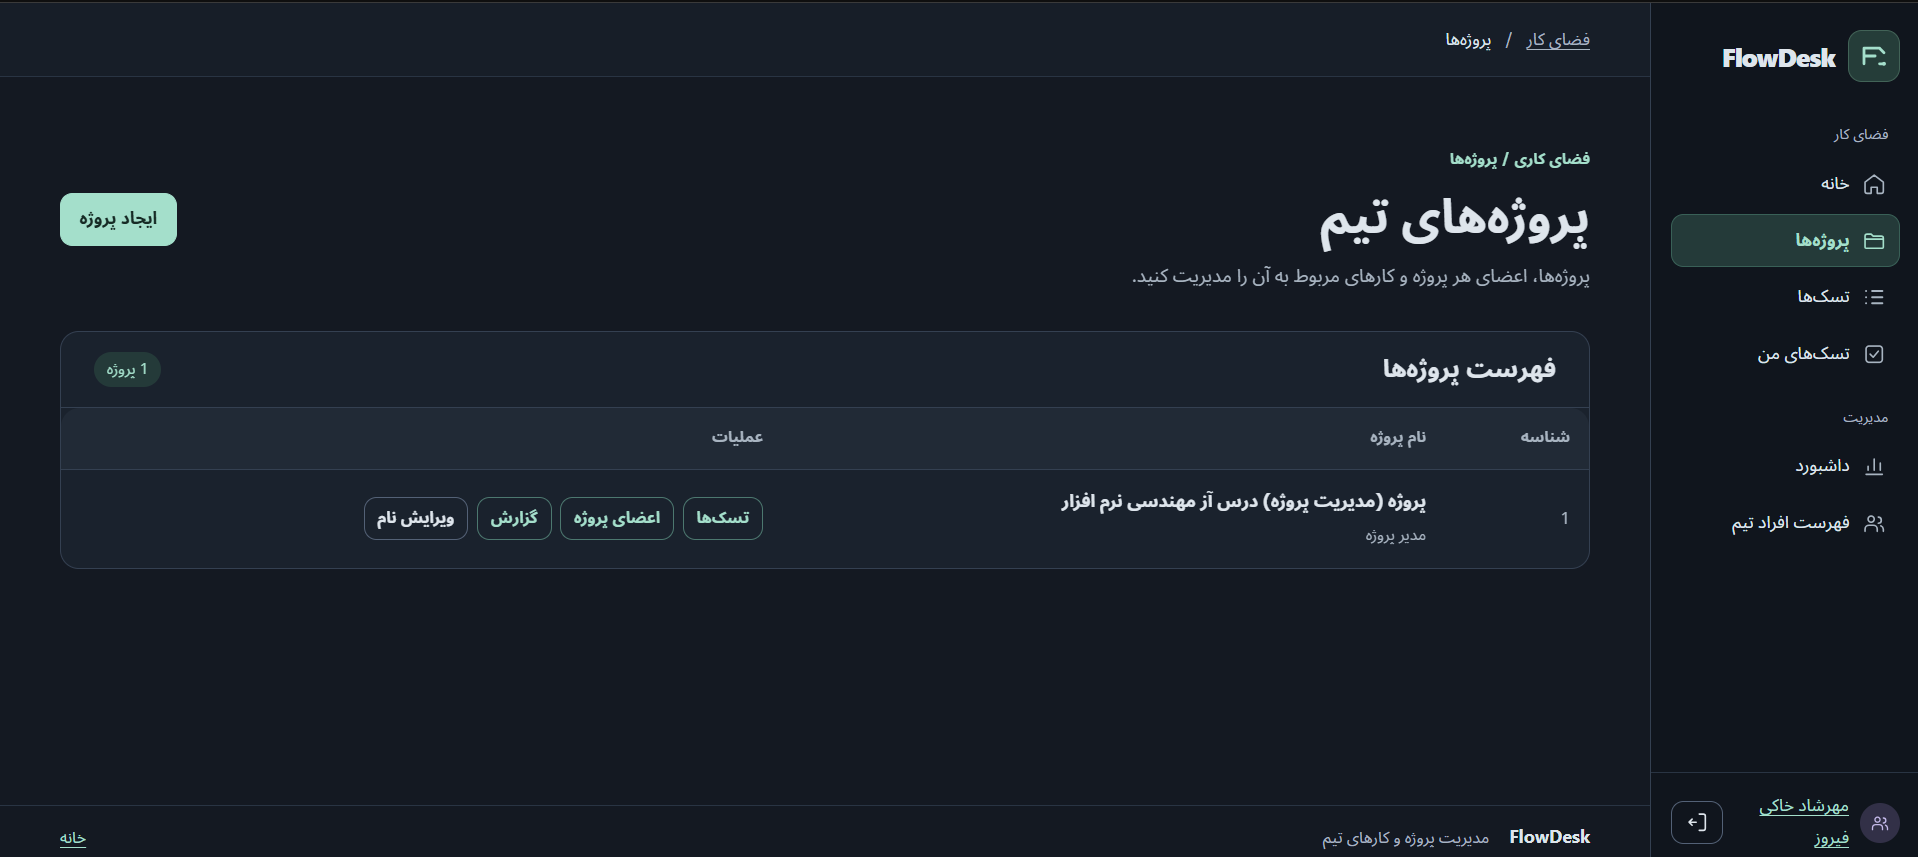 FlowDesk
فضای کار
خانه
پروژه‌ها
تسک‌ها
تسک‌های من
مدیریت
داشبورد
فهرست افراد تیم
مهرشاد خاکی
فیروز
فضای کار / پروژه‌ها
فضای کاری / پروژه‌ها
پروژه‌های تیم
پروژه‌ها، اعضای هر پروژه و کارهای مربوط به آن را مدیریت کنید.
ایجاد پروژه
فهرست پروژه‌ها
1 پروژه
شناسه نام پروژه عملیات
1 پروژه (مدیریت پروژه) درس آز مهندسی نرم افزار
مدیر پروژه
تسک‌ها اعضای پروژه گزارش ویرایش نام
FlowDesk مدیریت پروژه و کارهای تیم
خانه